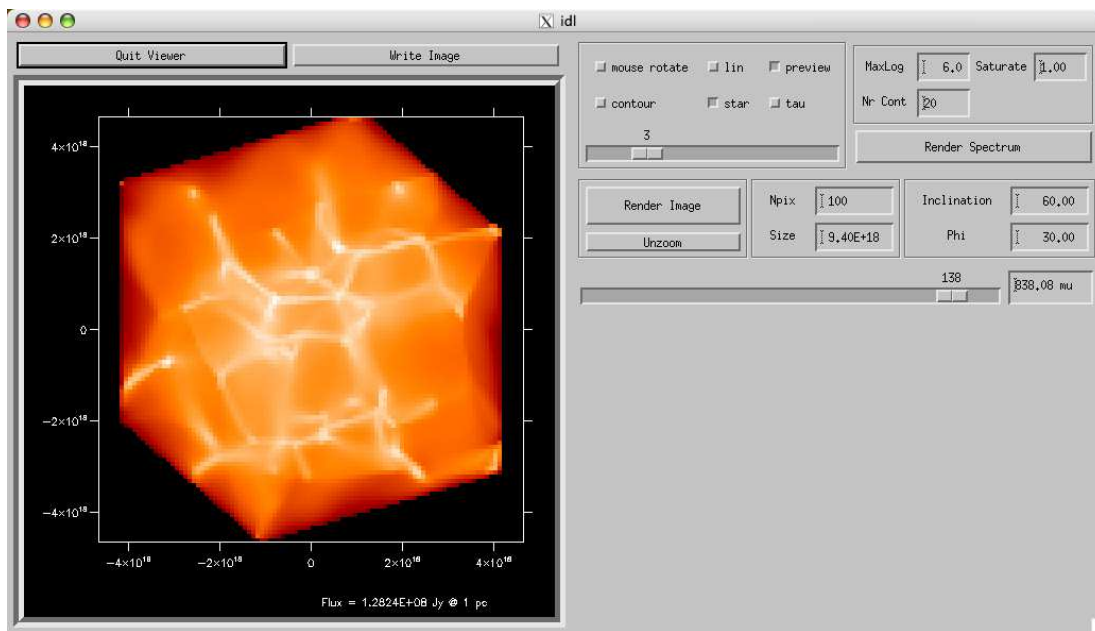 idl
Quit Viewer Write Image
mouse rotate lin preview
contour star tau
3
MaxLog 6.0 Saturate 1.00
Nr Cont 20
Render Spectrum
Render Image
Unzoom
Npix 100
Size 9.40E+18
Inclination 60.00
Phi 30.00
138
838.08 mu
4×10¹⁸
2×10¹⁸
0
−2×10¹⁸
−4×10¹⁸
−4×10¹⁸ −2×10¹⁸ 0 2×10¹⁸ 4×10¹⁸
Flux = 1.2824E+08 Jy @ 1 pc